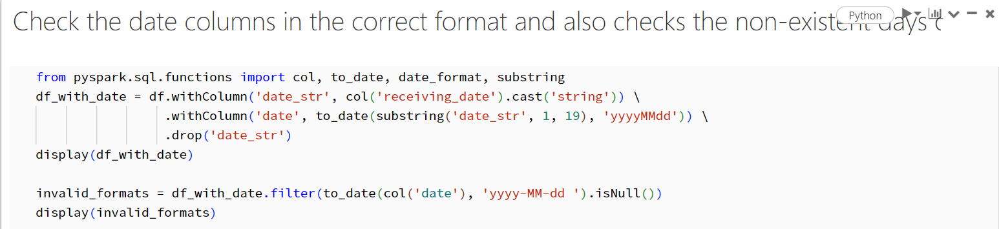 Check the date columns in the correct format and also checks the non-existent days
Python
from pyspark.sql.functions import col, to_date, date_format, substring
df_with_date = df.withColumn('date_str', col('receiving_date').cast('string')) \
.withColumn('date', to_date(substring('date_str', 1, 19), 'yyyyMMdd')) \
.drop('date_str')
display(df_with_date)
invalid_formats = df_with_date.filter(to_date(col('date'), 'yyyy-MM-dd ').isNull())
display(invalid_formats)